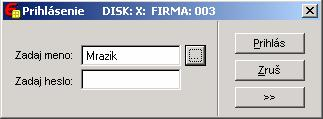 Prihlásenie DISK: X: FIRMA: 003
Zadaj meno: Mrazik ...
Prihlás
Zadaj heslo:
Zruš
>>